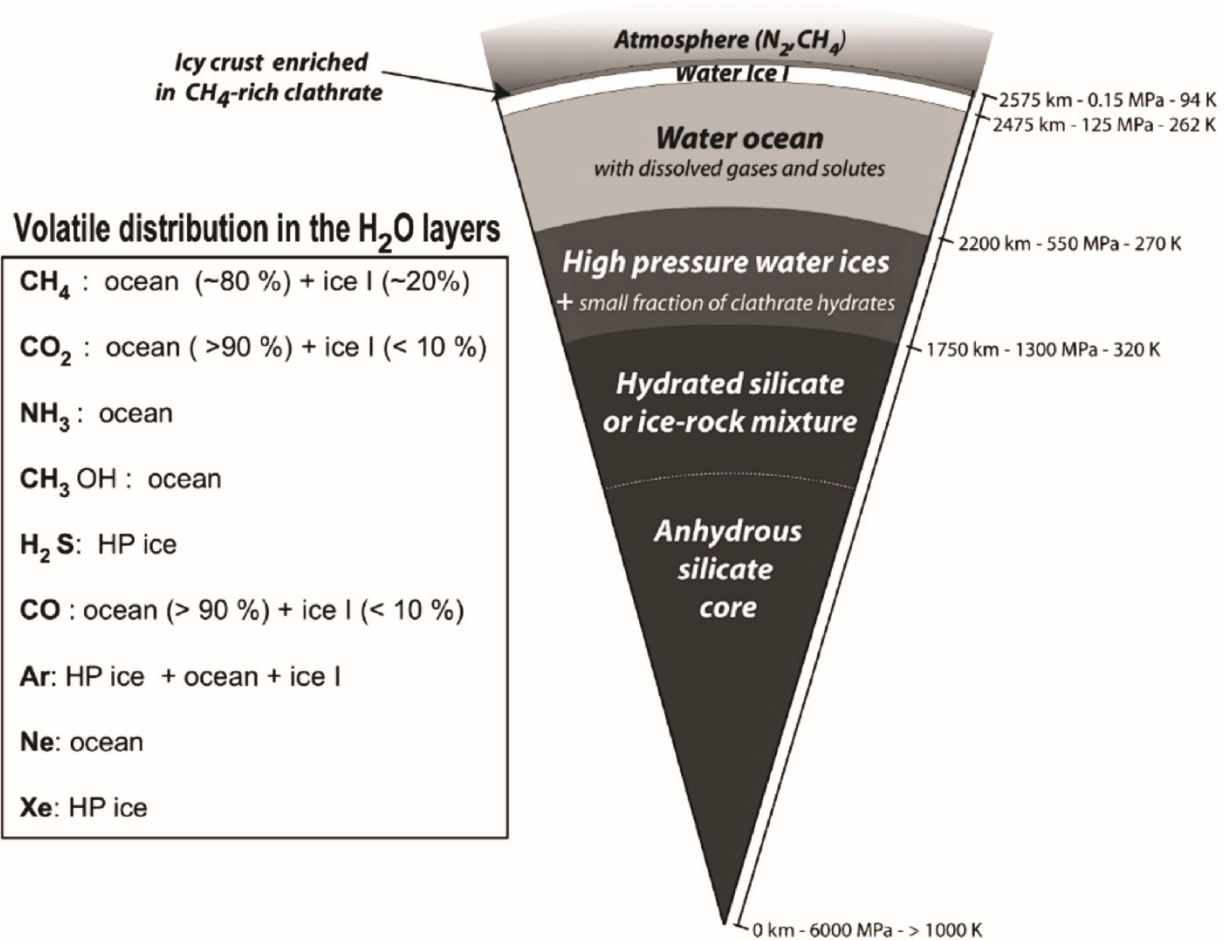 Atmosphere (N₂,CH₄)
Water Ice I
Icy crust enriched
in CH₄-rich clathrate
2575 km - 0.15 MPa - 94 K
2475 km - 125 MPa - 262 K
Water ocean
with dissolved gases and solutes
2200 km - 550 MPa - 270 K
High pressure water ices
+ small fraction of clathrate hydrates
1750 km - 1300 MPa - 320 K
Hydrated silicate
or ice-rock mixture
Anhydrous
silicate
core
0 km - 6000 MPa - > 1000 K
Volatile distribution in the H₂O layers
CH₄ : ocean (~80 %) + ice I (~20%)
CO₂ : ocean ( >90 %) + ice I (< 10 %)
NH₃ : ocean
CH₃ OH : ocean
H₂ S: HP ice
CO : ocean (> 90 %) + ice I (< 10 %)
Ar: HP ice + ocean + ice I
Ne: ocean
Xe: HP ice